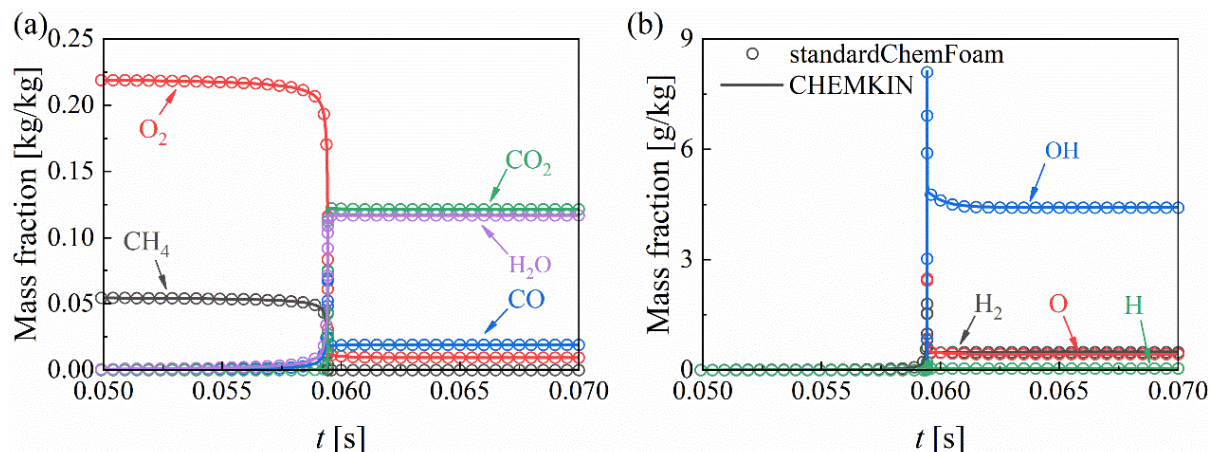 (a)
Mass fraction [kg/kg]
0.25
0.20
0.15
0.10
0.05
0.00
O₂
CH₄
CO₂
H₂O
CO
0.050 0.055 0.060 0.065 0.070
t [s]
(b)
Mass fraction [g/kg]
9
6
3
0
standardChemFoam
CHEMKIN
OH
H₂ O H
0.050 0.055 0.060 0.065 0.070
t [s]